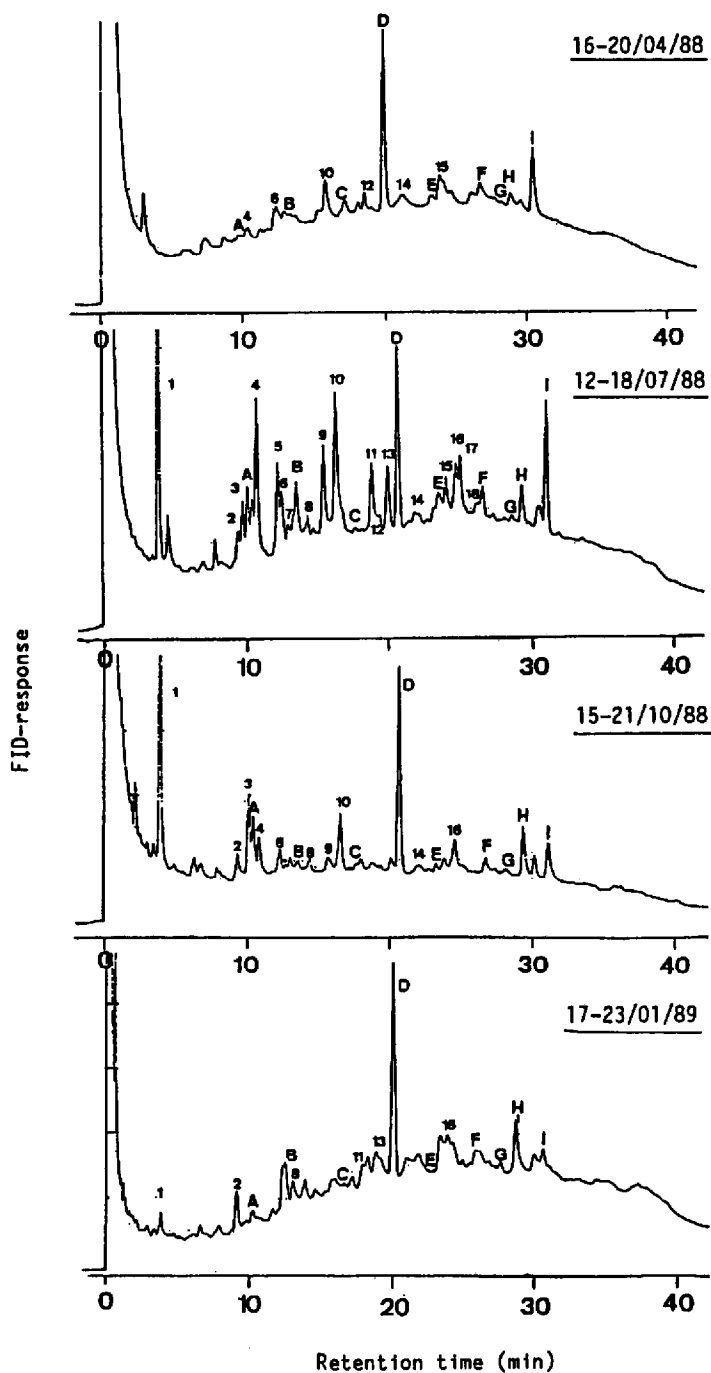 16-20/04/88
D
I
10
15
F
H
G
E
14
12
C
6
B
4
A
0 10 20 30 40
12-18/07/88
D
1
4
10
I
5
9
11
13
16
17
3
A
B
6
2
7
8
C
12
14
E
15
18
F
G
H
0 10 20 30 40
15-21/10/88
D
1
3
A
4
2
6
B
8
9
10
C
14
E
16
F
G
H
I
0 10 20 30 40
17-23/01/89
D
1
2
A
B
8
C
11
13
E
16
F
G
H
I
0 10 20 30 40
FID-response
Retention time (min)